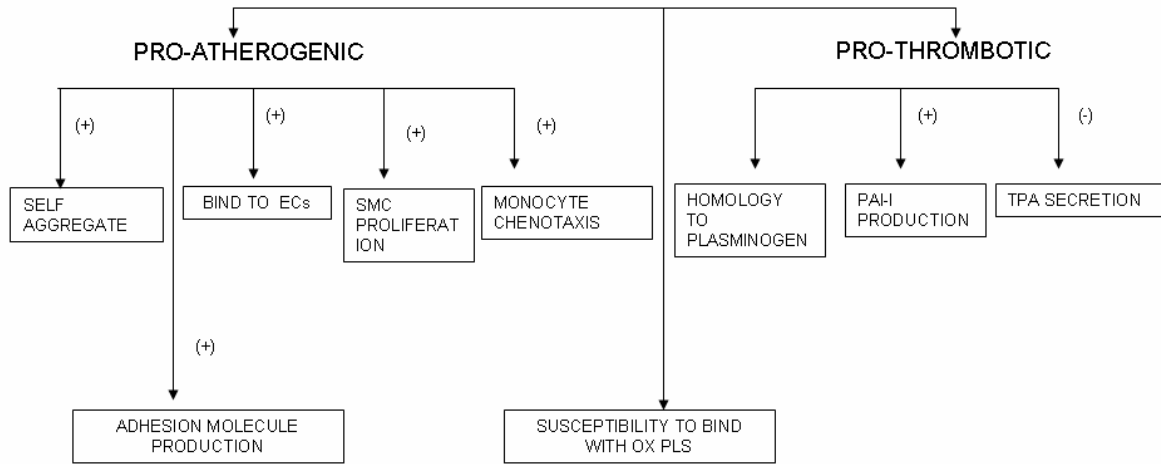 PRO-ATHEROGENIC
PRO-THROMBOTIC
(+)
(+)
(+)
(+)
(+)
(-)
SELF
AGGREGATE
BIND TO ECs
SMC
PROLIFERAT
ION
MONOCYTE
CHENOTAXIS
HOMOLOGY
TO
PLASMINOGEN
PAI-I
PRODUCTION
TPA SECRETION
(+)
ADHESION MOLECULE
PRODUCTION
SUSCEPTIBILITY TO BIND
WITH OX PLS